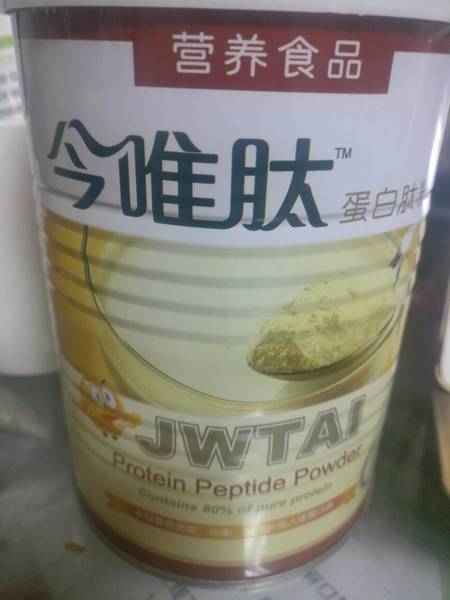 营养食品
今唯肽™
蛋白肽
JWTAI
Protein Peptide Powder
Contains 80% of pure protein